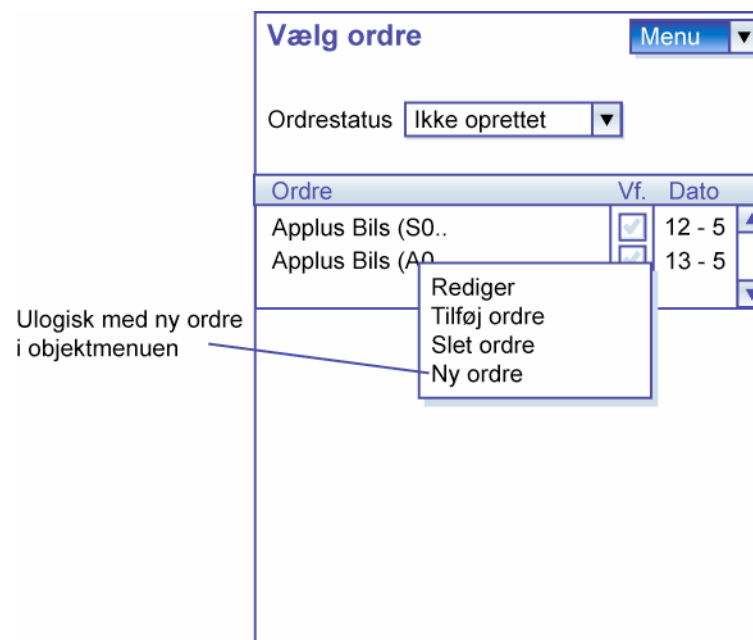 Vælg ordre
Menu
Ordrestatus Ikke oprettet
Ordre Vf. Dato
Applus Bils (S0.. 12 - 5
Applus Bils (A0 13 - 5
Rediger
Tilføj ordre
Slet ordre
Ny ordre
Ulogisk med ny ordre
i objektmenuen